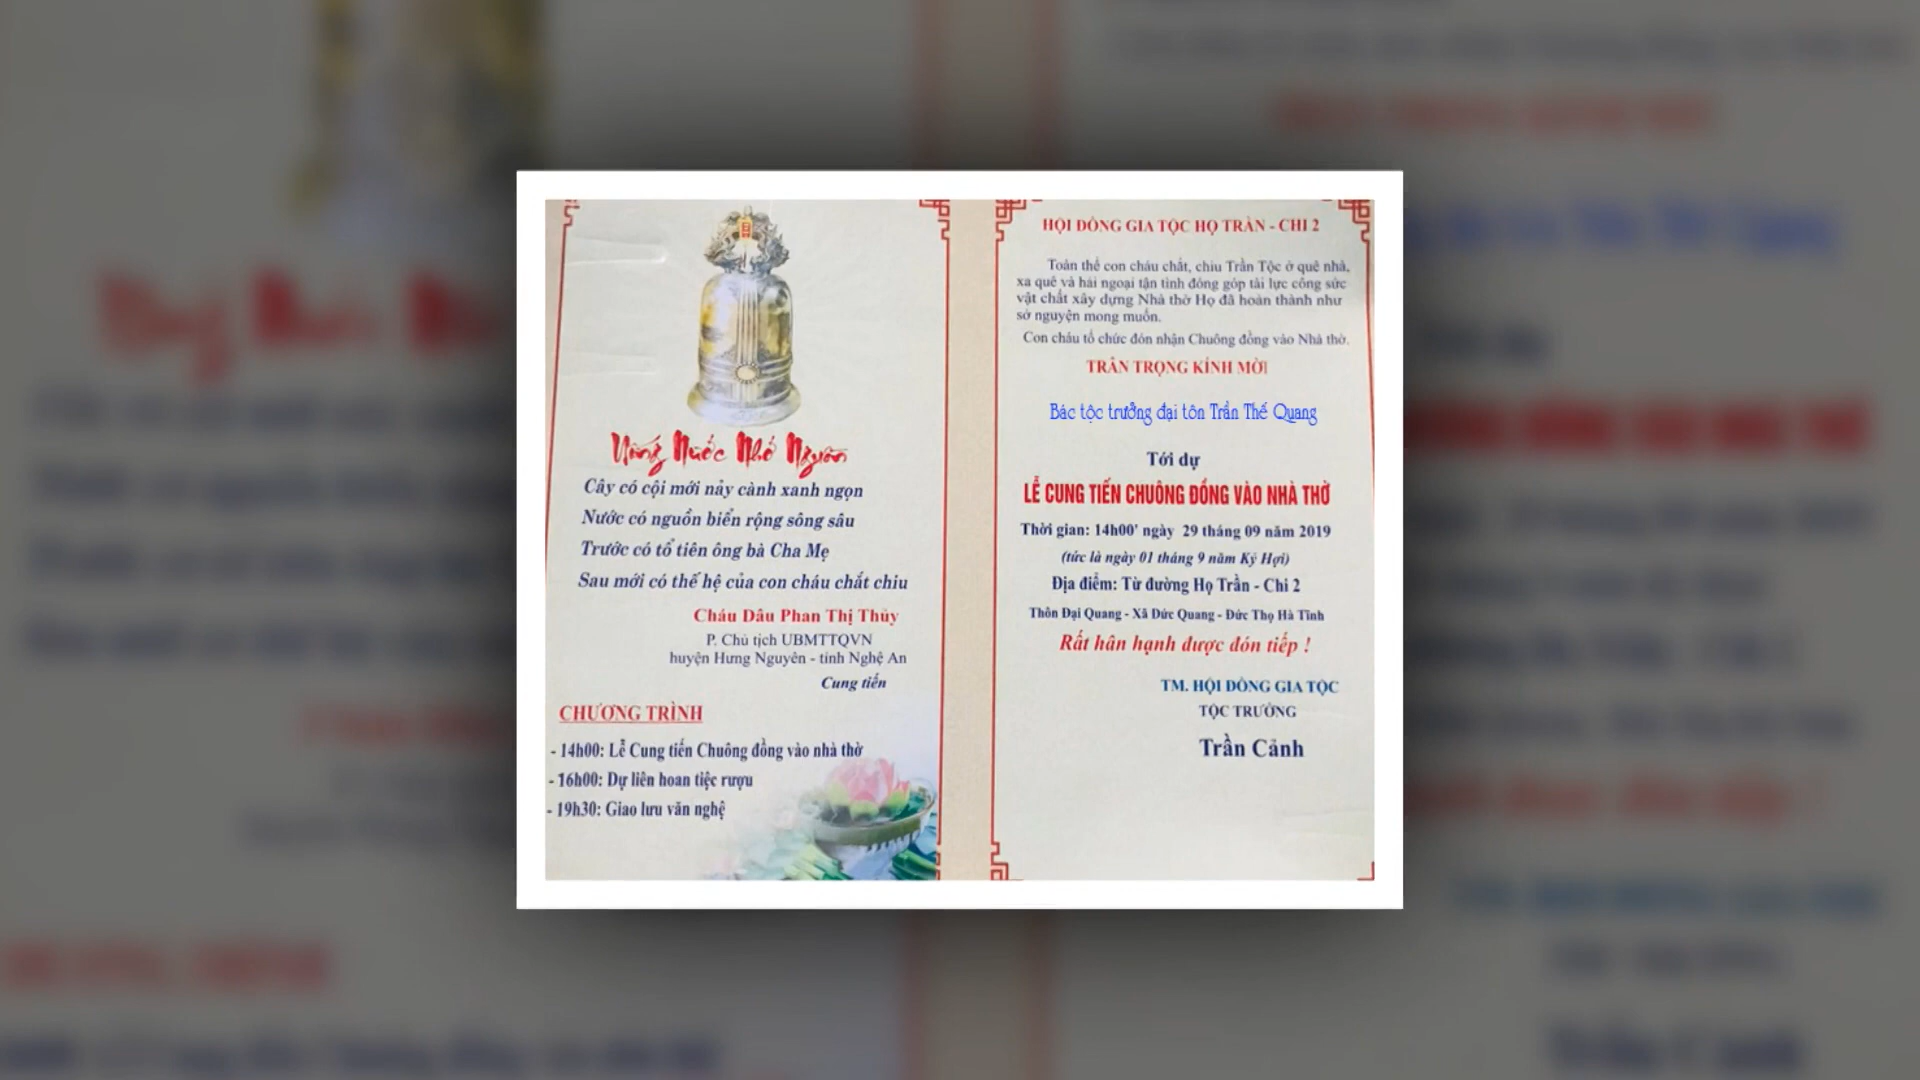 Uống Nước Nhớ Nguồn
Cây có cội mới nảy cành xanh ngọn
Nước có nguồn biển rộng sông sâu
Trước có tổ tiên ông bà Cha Mẹ
Sau mới có thế hệ của con cháu chắt chiu
Cháu Dâu Phan Thị Thủy
P. Chủ tịch UBMTTQVN
huyện Hưng Nguyên - tỉnh Nghệ An
Cung tiến
CHƯƠNG TRÌNH
- 14h00: Lễ Cung tiến Chuông đồng vào nhà thờ
- 16h00: Dự liên hoan tiệc rượu
- 19h30: Giao lưu văn nghệ
HỘI ĐỒNG GIA TỘC HỌ TRẦN - CHI 2
Toàn thể con cháu chắt, chiu Trần Tộc ở quê nhà,
xa quê và hải ngoại tận tình đóng góp tài lực công sức
vật chất xây dựng Nhà thờ Họ đã hoàn thành như
sở nguyện mong muốn.
Con cháu tổ chức đón nhận Chuông đồng vào Nhà thờ.
TRÂN TRỌNG KÍNH MỜI
Bác tộc trưởng đại tôn Trần Thế Quang
Tới dự
LỄ CUNG TIẾN CHUÔNG ĐỒNG VÀO NHÀ THỜ
Thời gian: 14h00' ngày 29 tháng 09 năm 2019
(tức là ngày 01 tháng 9 năm Kỷ Hợi)
Địa điểm: Từ đường Họ Trần - Chi 2
Thôn Đại Quang - Xã Đức Quang - Đức Thọ Hà Tĩnh
Rất hân hạnh được đón tiếp !
TM. HỘI ĐỒNG GIA TỘC
TỘC TRƯỞNG
Trần Cảnh